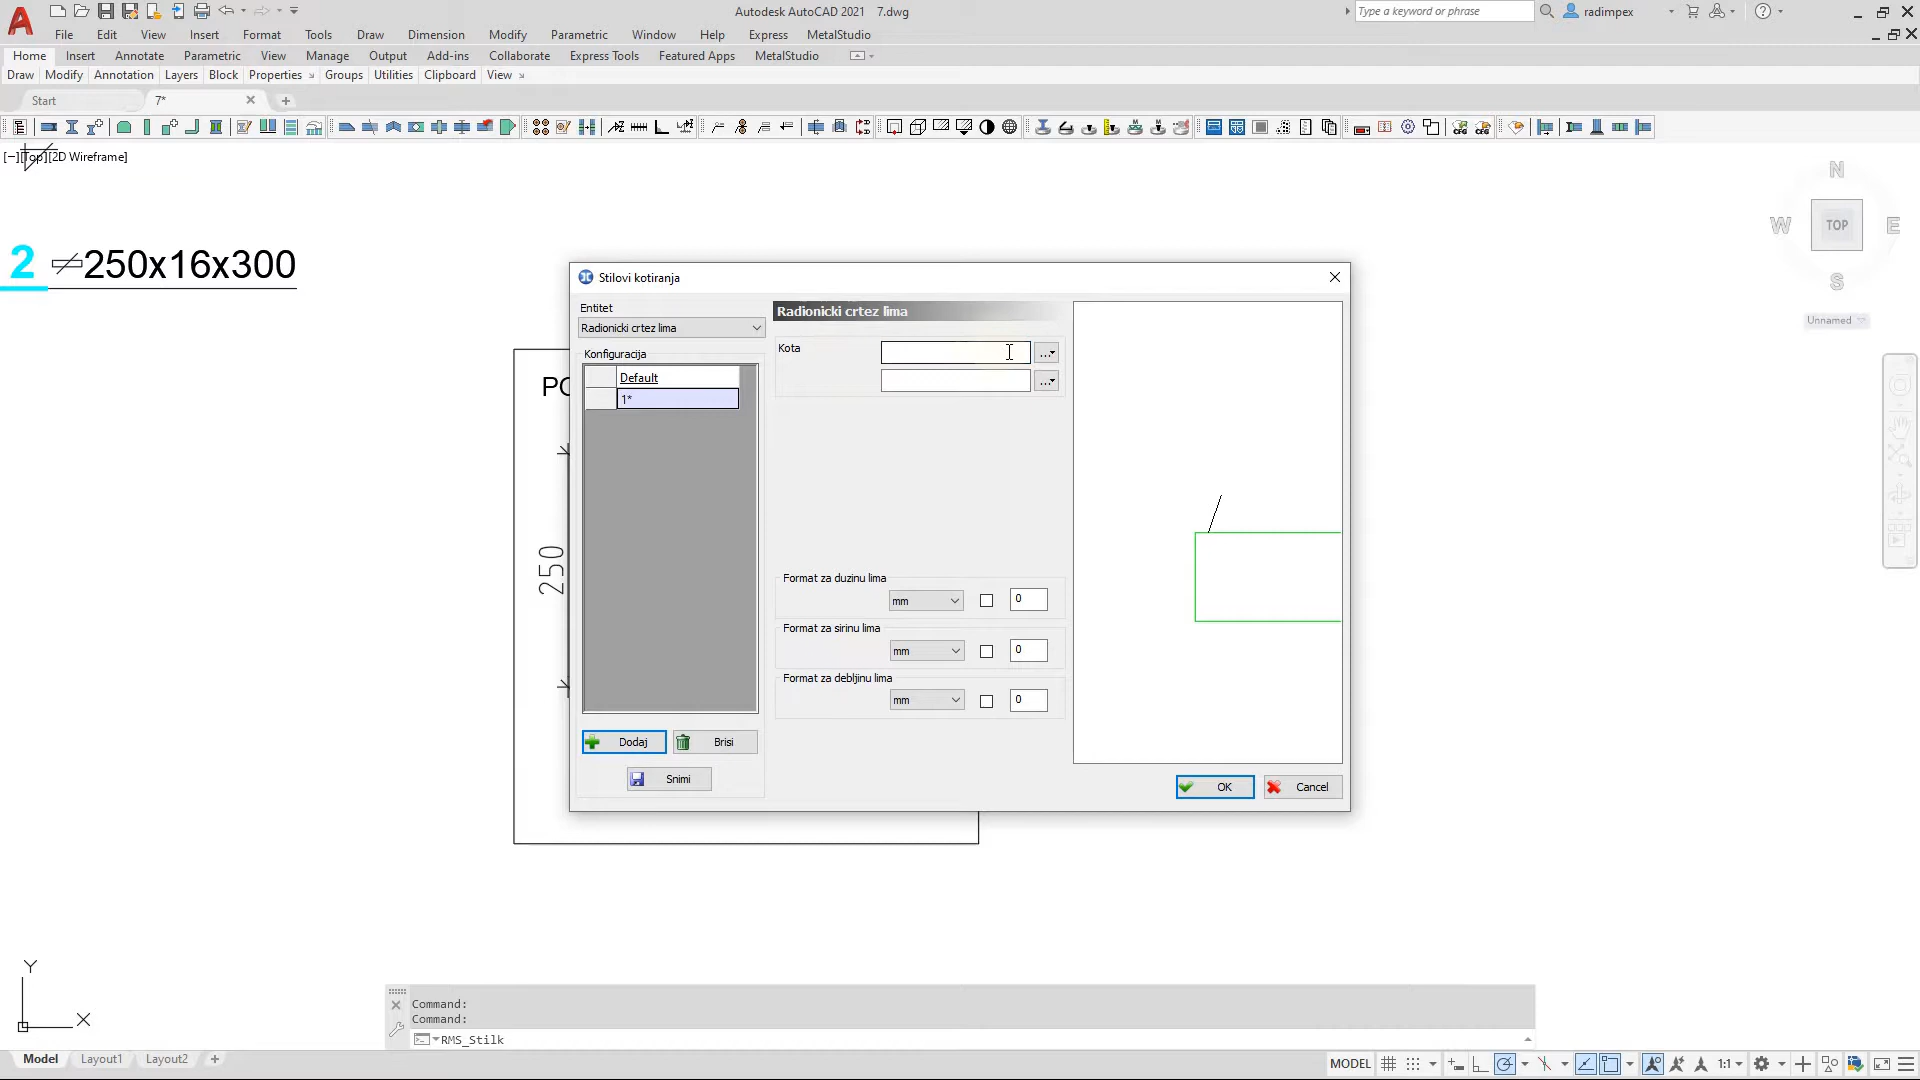 Autodesk AutoCAD 2021   7.dwg
Type a keyword or phrase
radimpex
File Edit View Insert Format Tools Draw Dimension Modify Parametric Window Help Express MetalStudio
Home Insert Annotate Parametric View Manage Output Add-ins Collaborate Express Tools Featured Apps MetalStudio
Draw Modify Annotation Layers Block Properties Groups Utilities Clipboard View
Start 7*
[−][Top][2D Wireframe]
N
W TOP E
S
Unnamed
2 250x16x300
Stilovi kotiranja
Entitet
Radionicki crtez lima
Konfiguracija
Default
1*
Dodaj Brisi
Snimi
Radionicki crtez lima
Kota
Format za duzinu lima
mm 0
Format za sirinu lima
mm 0
Format za debljinu lima
mm 0
OK Cancel
250
Y
X
Command:
Command:
RMS_Stilk
Model Layout1 Layout2
MODEL 1:1